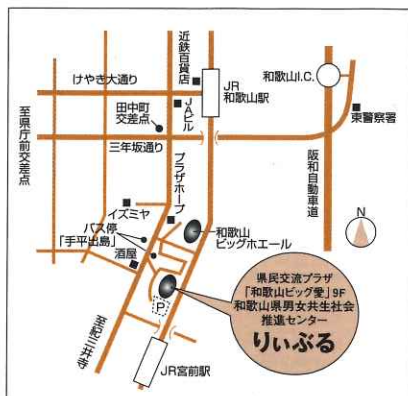 近鉄百貨店
けやき大通り
JR
和歌山駅
和歌山I.C.
JAビル
田中町
交差点
東警察署
至県庁前交差点
三年坂通り
阪和自動車道
プラザホープ
イズミヤ
バス停
「手平出島」
酒屋
和歌山
ビッグホエール
N
県民交流プラザ
「和歌山ビッグ愛」9F
和歌山県男女共生社会
推進センター
りぃぶる
P
至紀三井寺
JR宮前駅